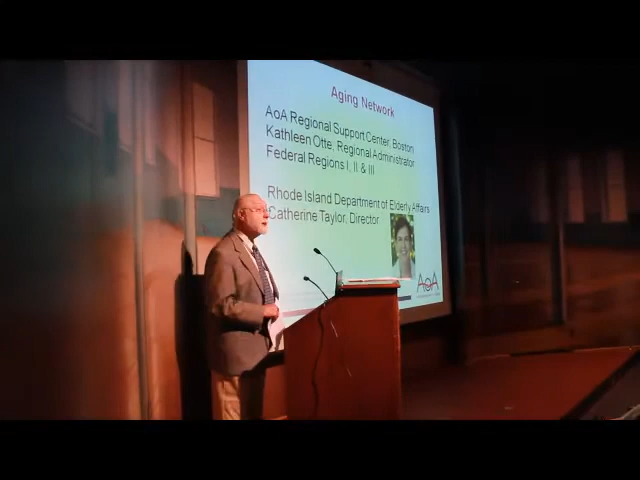 Aging Network
AoA Regional Support Center, Boston
Kathleen Otte, Regional Administrator
Federal Regions I, II & III
Rhode Island Department of Elderly Affairs
Catherine Taylor, Director
AoA